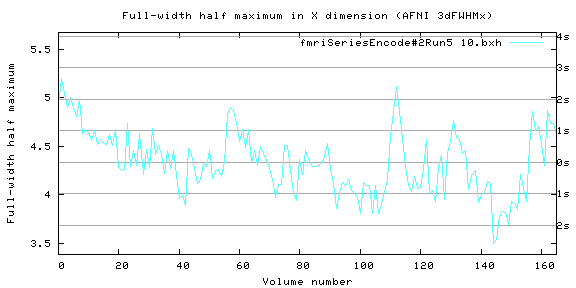 Full-width half maximum in X dimension (AFNI 3dFWHMx)
fmriSeriesEncode#2Run5 10.bxh
Full-width half maximum
5.5
5
4.5
4
3.5
4s
3s
2s
1s
0s
1s
2s
0 20 40 60 80 100 120 140 160
Volume number